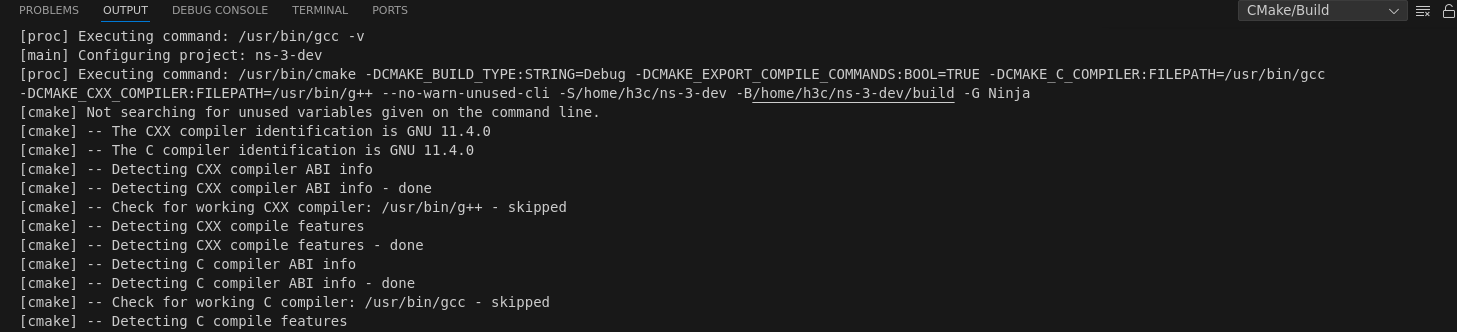 PROBLEMS OUTPUT DEBUG CONSOLE TERMINAL PORTS CMake/Build
[proc] Executing command: /usr/bin/gcc -v
[main] Configuring project: ns-3-dev
[proc] Executing command: /usr/bin/cmake -DCMAKE_BUILD_TYPE:STRING=Debug -DCMAKE_EXPORT_COMPILE_COMMANDS:BOOL=TRUE -DCMAKE_C_COMPILER:FILEPATH=/usr/bin/gcc
-DCMAKE_CXX_COMPILER:FILEPATH=/usr/bin/g++ --no-warn-unused-cli -S/home/h3c/ns-3-dev -B/home/h3c/ns-3-dev/build -G Ninja
[cmake] Not searching for unused variables given on the command line.
[cmake] -- The CXX compiler identification is GNU 11.4.0
[cmake] -- The C compiler identification is GNU 11.4.0
[cmake] -- Detecting CXX compiler ABI info
[cmake] -- Detecting CXX compiler ABI info - done
[cmake] -- Check for working CXX compiler: /usr/bin/g++ - skipped
[cmake] -- Detecting CXX compile features
[cmake] -- Detecting CXX compile features - done
[cmake] -- Detecting C compiler ABI info
[cmake] -- Detecting C compiler ABI info - done
[cmake] -- Check for working C compiler: /usr/bin/gcc - skipped
[cmake] -- Detecting C compile features